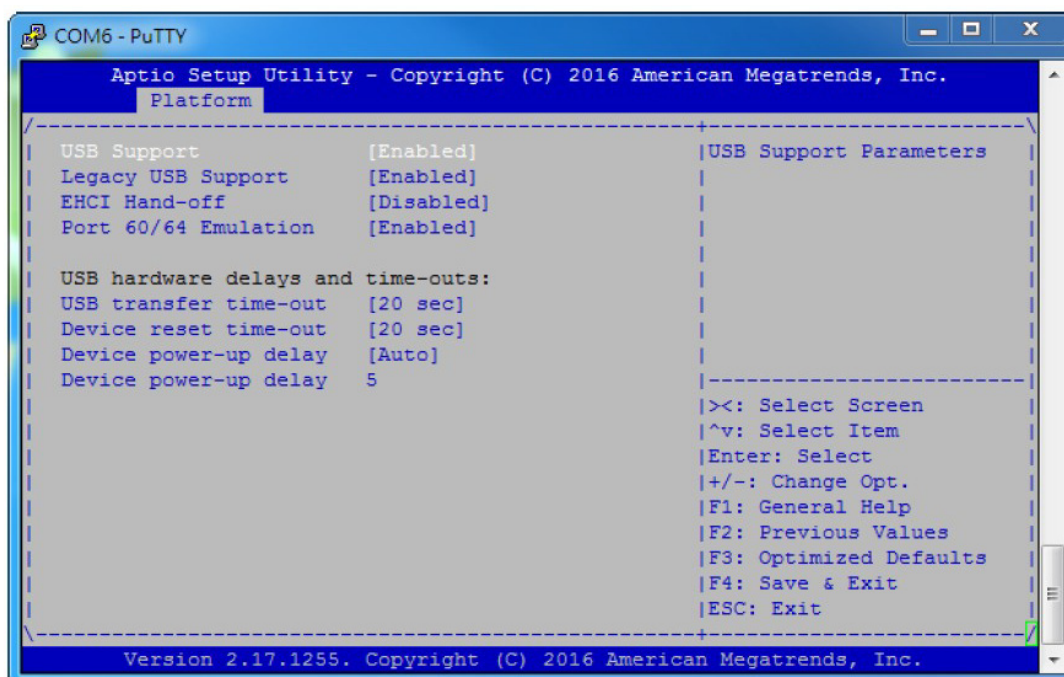 COM6 - PuTTY
Aptio Setup Utility - Copyright (C) 2016 American Megatrends, Inc.
Platform
/----------------------------------------------------+-------------------------\
| USB Support [Enabled] |USB Support Parameters |
| Legacy USB Support [Enabled] | |
| EHCI Hand-off [Disabled] | |
| Port 60/64 Emulation [Enabled] | |
| | |
| USB hardware delays and time-outs: | |
| USB transfer time-out [20 sec] | |
| Device reset time-out [20 sec] | |
| Device power-up delay [Auto] | |
| Device power-up delay 5 |-------------------------|
| |><: Select Screen |
| |^v: Select Item |
| |Enter: Select |
| |+/-: Change Opt. |
| |F1: General Help |
| |F2: Previous Values |
| |F3: Optimized Defaults |
| |F4: Save & Exit |
| |ESC: Exit |
\----------------------------------------------------+-------------------------/
Version 2.17.1255. Copyright (C) 2016 American Megatrends, Inc.